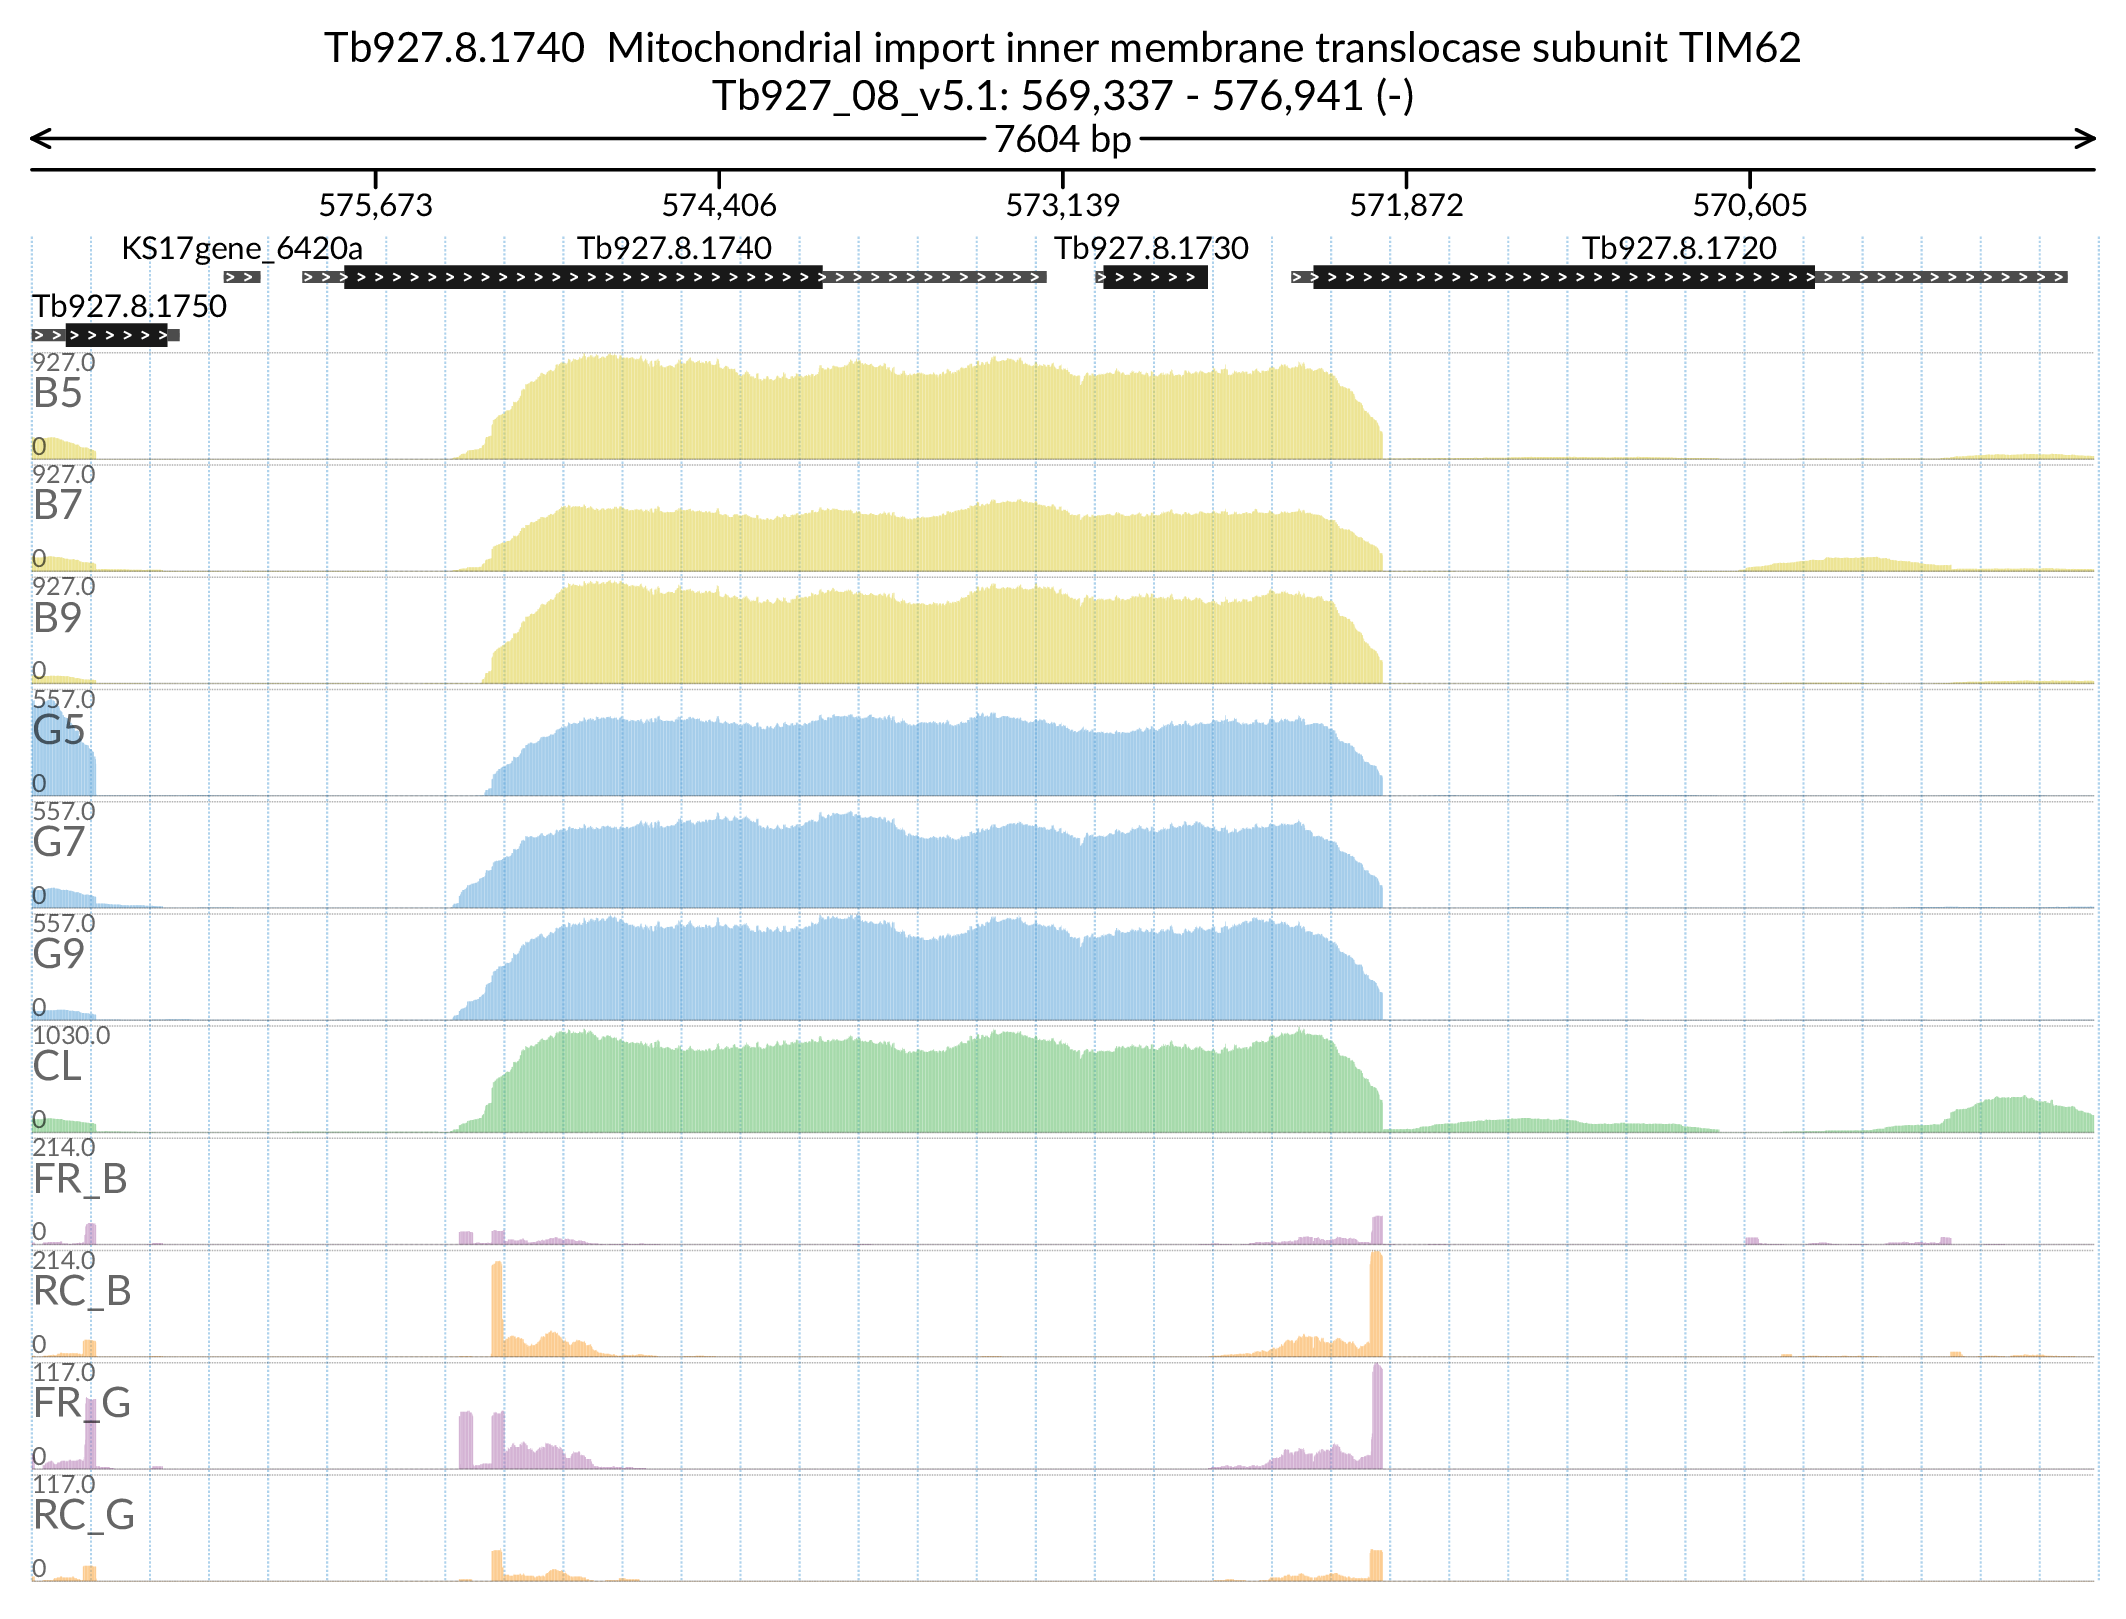 Tb927.8.1740 Mitochondrial import inner membrane translocase subunit TIM62
Tb927_08_v5.1: 569,337 - 576,941 (-)
7604 bp
575,673 574,406 573,139 571,872 570,605
KS17gene_6420a Tb927.8.1740 Tb927.8.1730 Tb927.8.1720
Tb927.8.1750
927.0
B5
0
927.0
B7
0
927.0
B9
0
557.0
G5
0
557.0
G7
0
557.0
G9
0
1030.0
CL
0
214.0
FR_B
0
214.0
RC_B
0
117.0
FR_G
0
117.0
RC_G
0